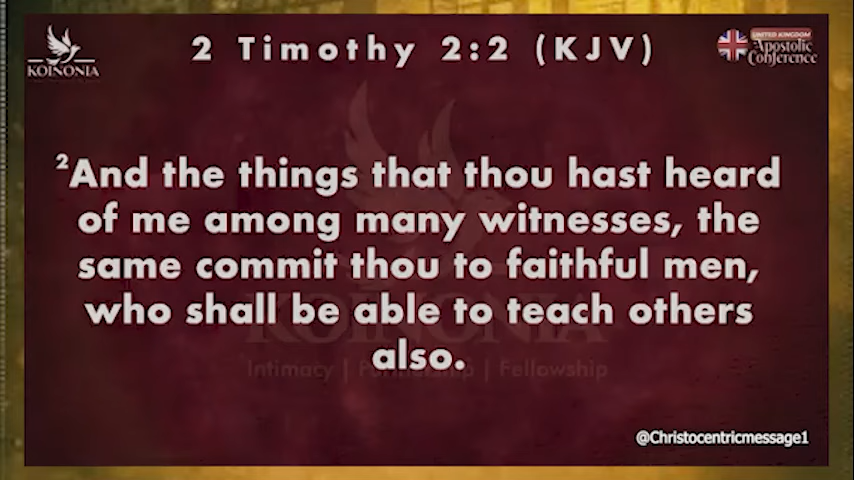 KOINONIA
2 Timothy 2:2 (KJV)
UNITED KINGDOM
Apostolic
Conference
²And the things that thou hast heard
of me among many witnesses, the
same commit thou to faithful men,
who shall be able to teach others
also.
KOINONIA
Intimacy | Partnership | Fellowship
@Christocentricmessage1